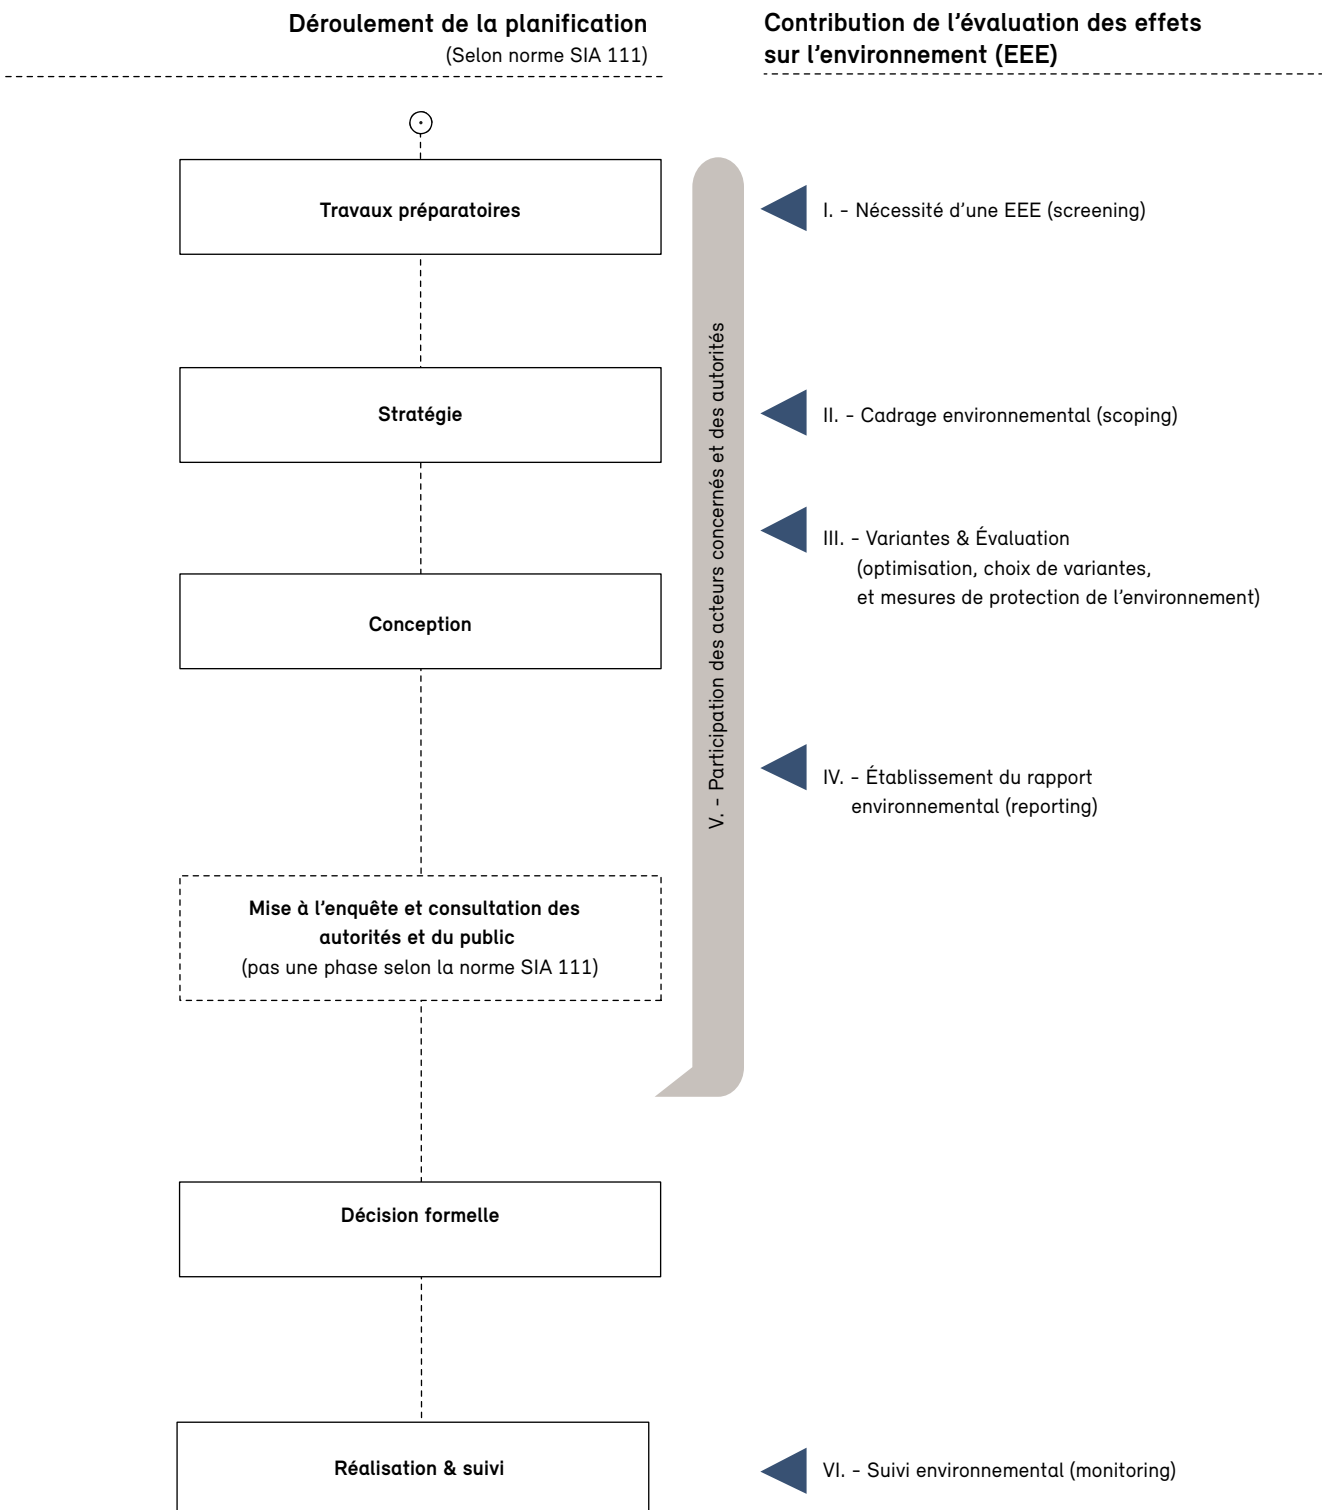 Déroulement de la planification
(Selon norme SIA 111)
Contribution de l’évaluation des effets
sur l’environnement (EEE)
Travaux préparatoires
I. - Nécessité d’une EEE (screening)
Stratégie
II. - Cadrage environnemental (scoping)
III. - Variantes & Évaluation
(optimisation, choix de variantes,
et mesures de protection de l’environnement)
Conception
V. - Participation des acteurs concernés et des autorités
IV. - Établissement du rapport
environnemental (reporting)
Mise à l’enquête et consultation des
autorités et du public
(pas une phase selon la norme SIA 111)
Décision formelle
Réalisation & suivi
VI. - Suivi environnemental (monitoring)